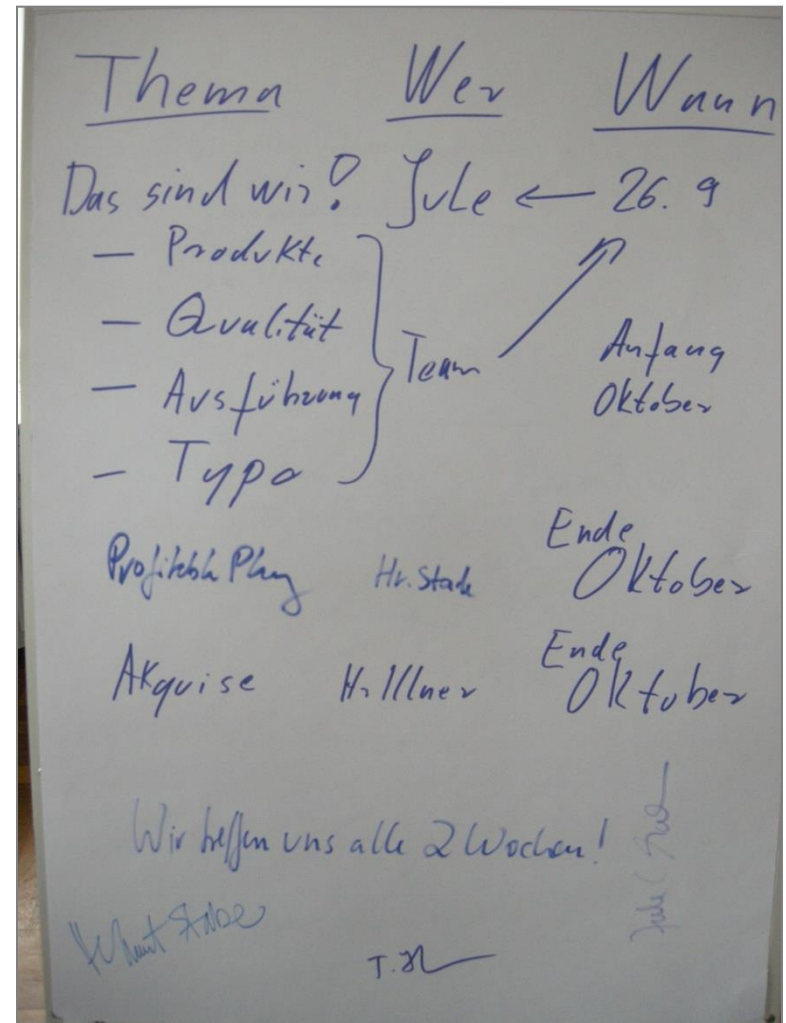 Thema Wer Wann
Das sind wir! Jule ← 26. 9
– Produkte
– Qualität
Team
Anfang
– Ausführung
Oktober
– Typo
Ende
Hr. Oktober
Ende
Akquise Oktober
Wir treffen uns alle 2 Wochen!